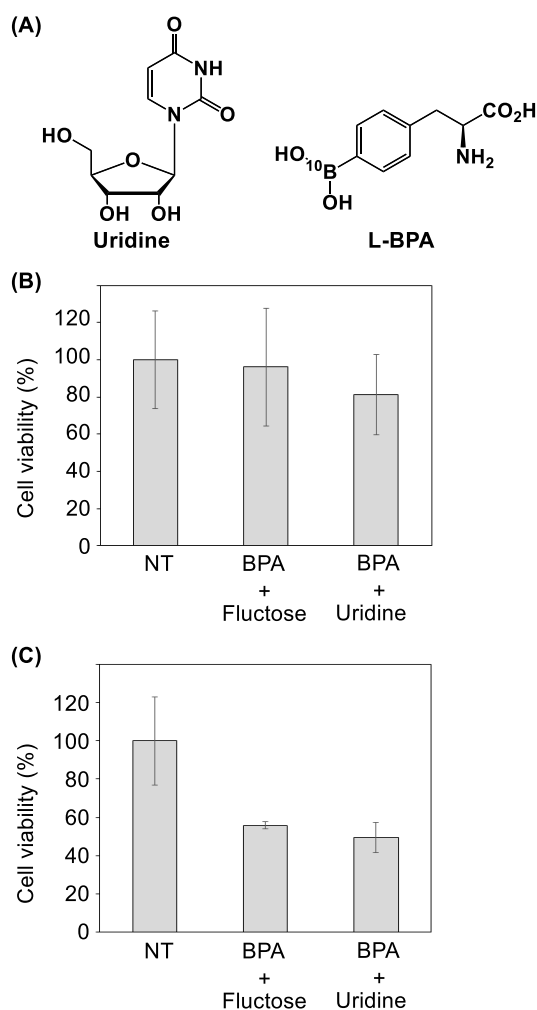 (A)
O
NH
N
O
HO
O
OH OH
Uridine
CO2H
NH2
HO
10B
OH
L-BPA
(B)
Cell viability (%)
120
100
80
60
40
20
0
NT
BPA
+
Fluctose
BPA
+
Uridine
(C)
Cell viability (%)
120
100
80
60
40
20
0
NT
BPA
+
Fluctose
BPA
+
Uridine